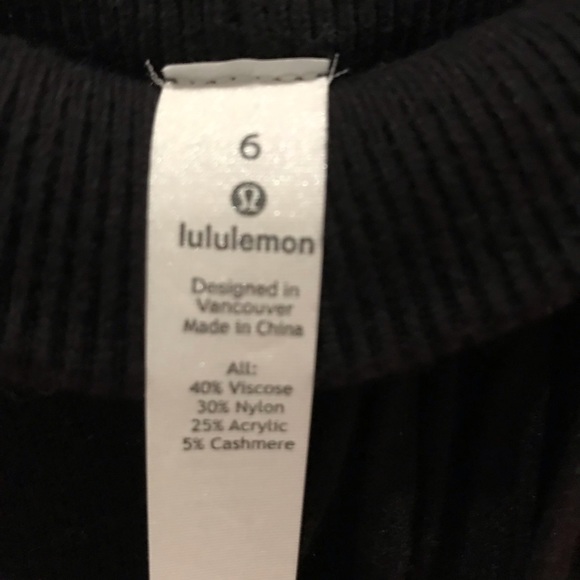 6
lululemon
Designed in
Vancouver
Made in China
All:
40% Viscose
30% Nylon
25% Acrylic
5% Cashmere